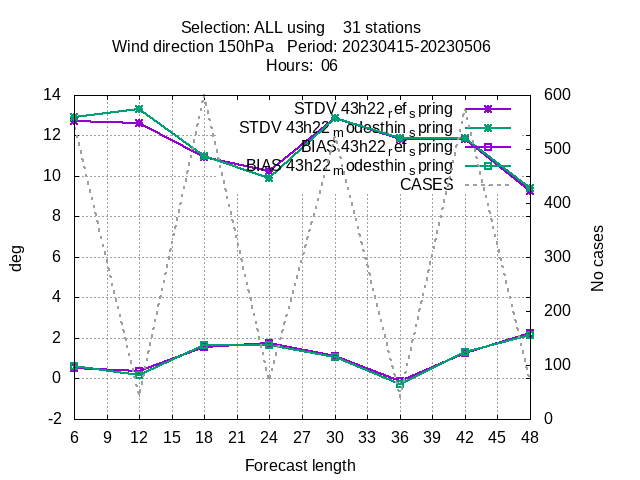 Selection: ALL using    31 stations
Wind direction 150hPa   Period: 20230415-20230506
Hours:  06
STDV 43h22_ref_spring
STDV 43h22_modesthin_spring
BIAS 43h22_ref_spring
BIAS 43h22_modesthin_spring
CASES
14
12
10
8
6
4
2
0
-2
deg
600
500
400
300
200
100
0
No cases
6 9 12 15 18 21 24 27 30 33 36 39 42 45 48
Forecast length